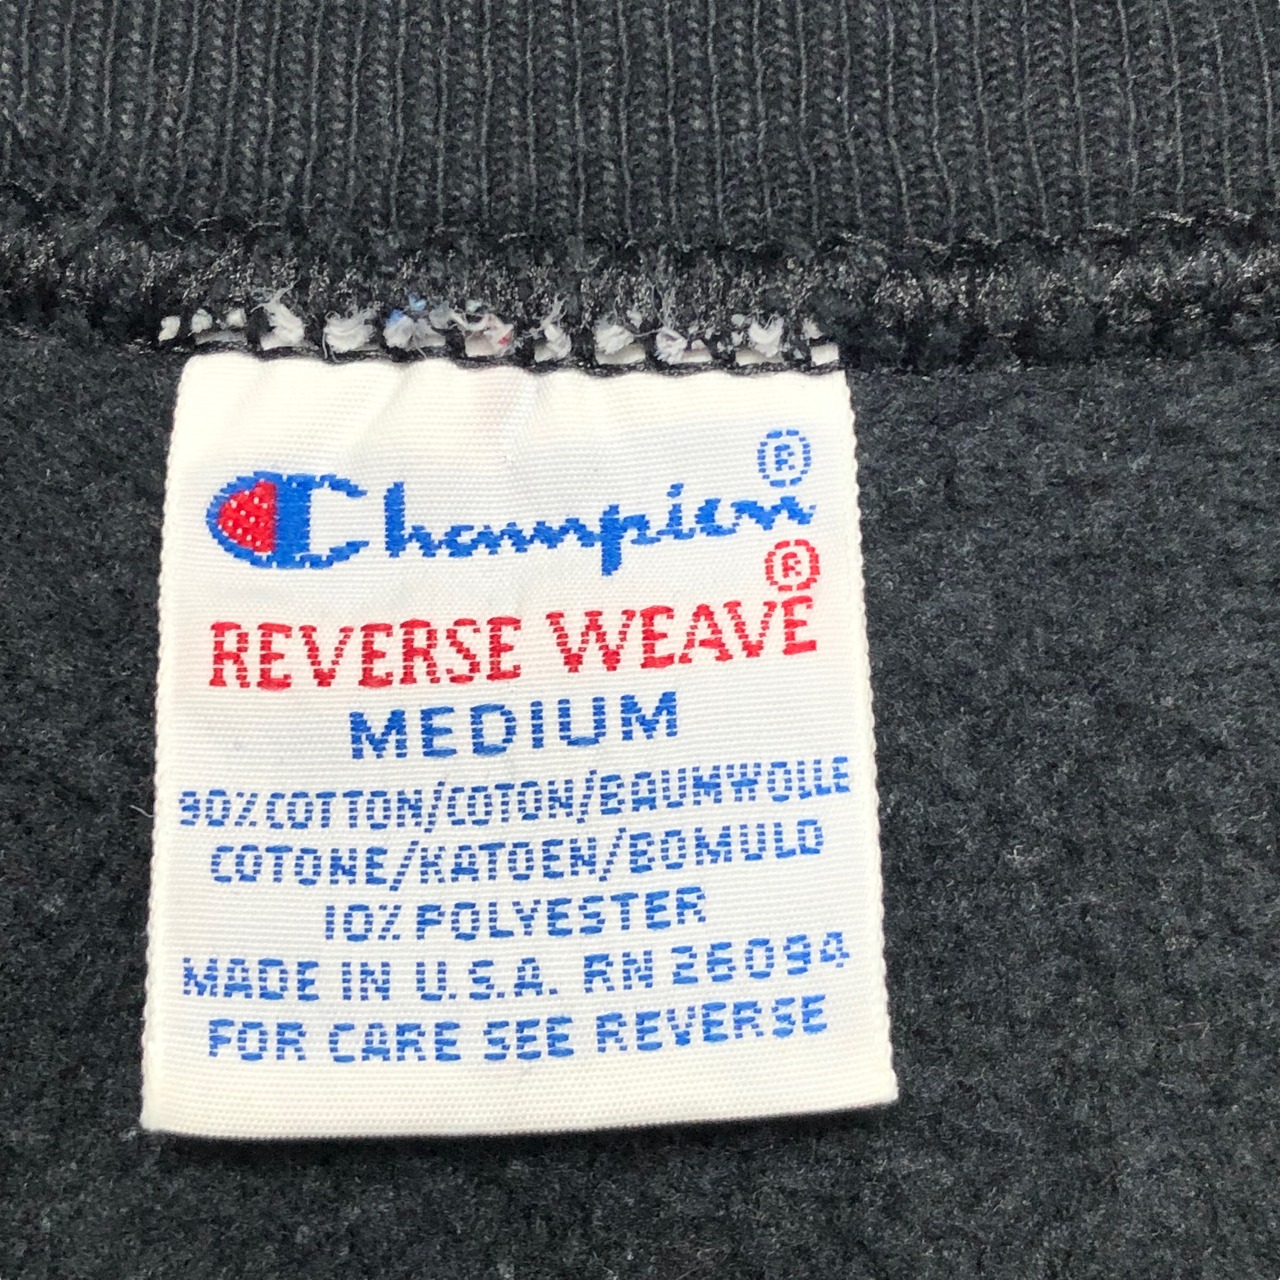 Champion ®
REVERSE WEAVE ®
MEDIUM
90% COTTON/COTON/BAUMWOLLE
COTONE/KATOEN/BOMULD
10% POLYESTER
MADE IN U.S.A. RN 26094
FOR CARE SEE REVERSE